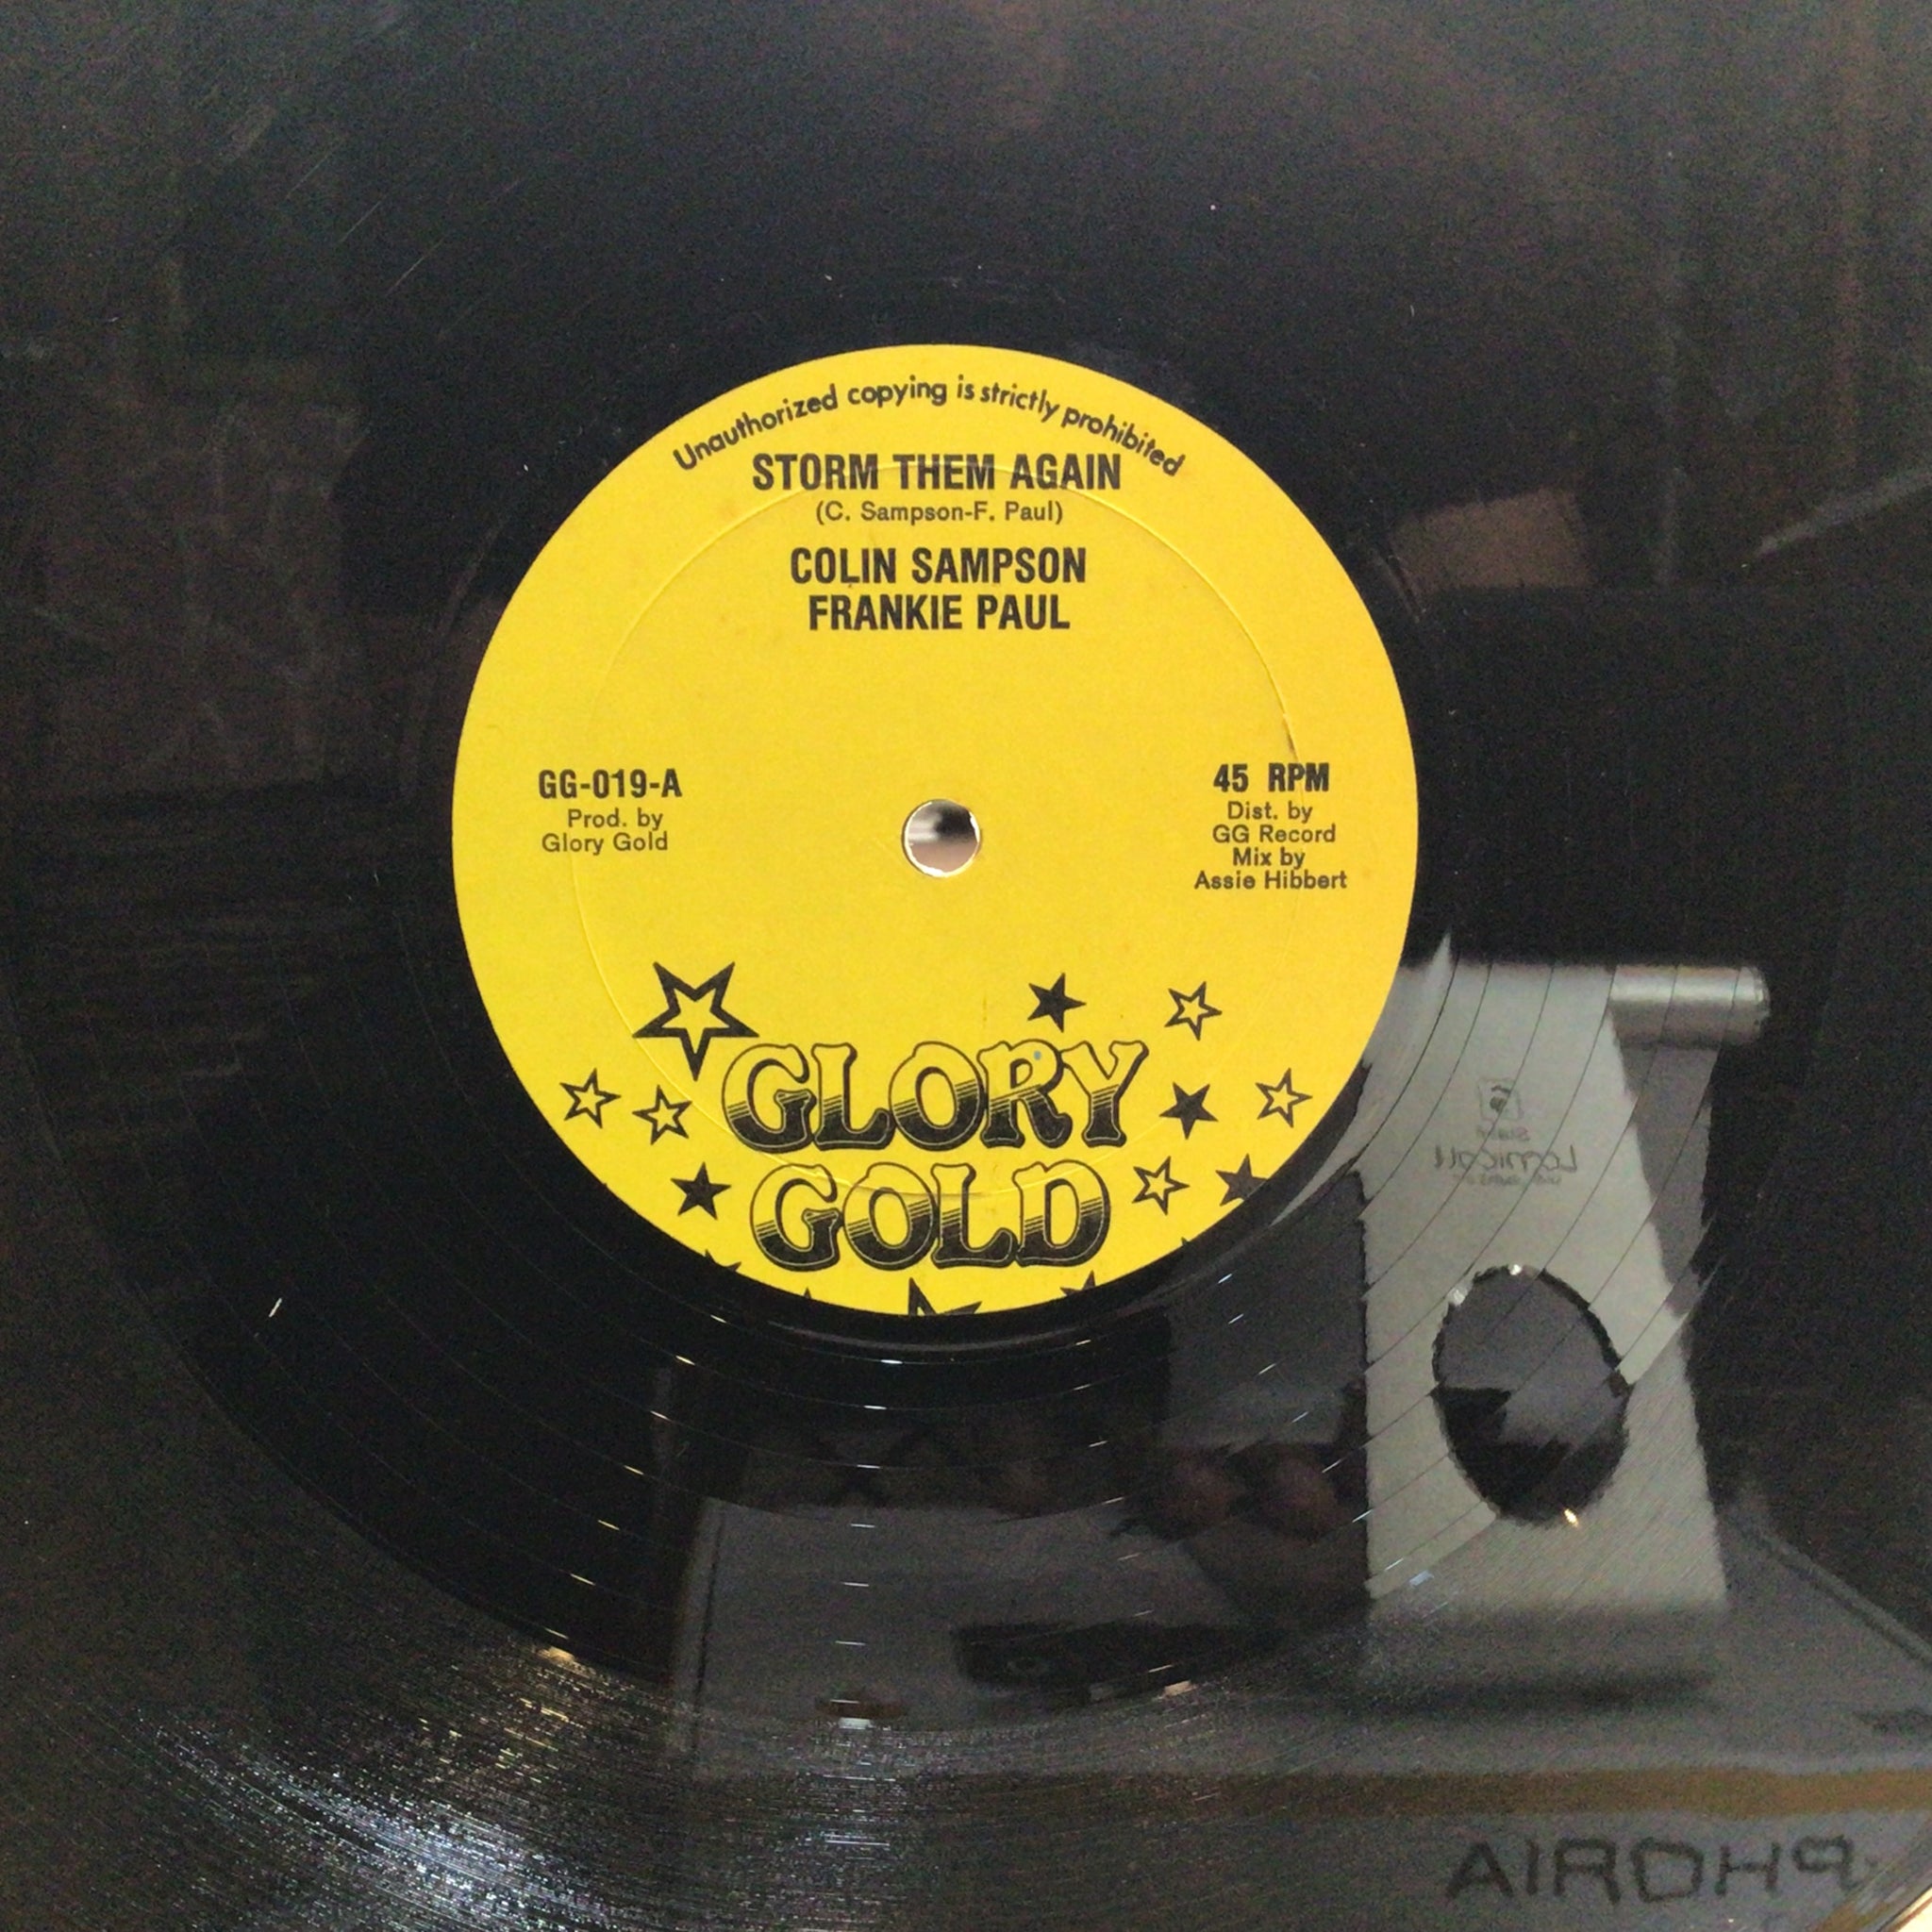 Unauthorized copying is strictly prohibited
STORM THEM AGAIN
(C. Sampson-F. Paul)
COLIN SAMPSON
FRANKIE PAUL
GG-019-A
Prod. by
Glory Gold
45 RPM
Dist. by
GG Record
Mix by
Assie Hibbert
GLORY
GOLD